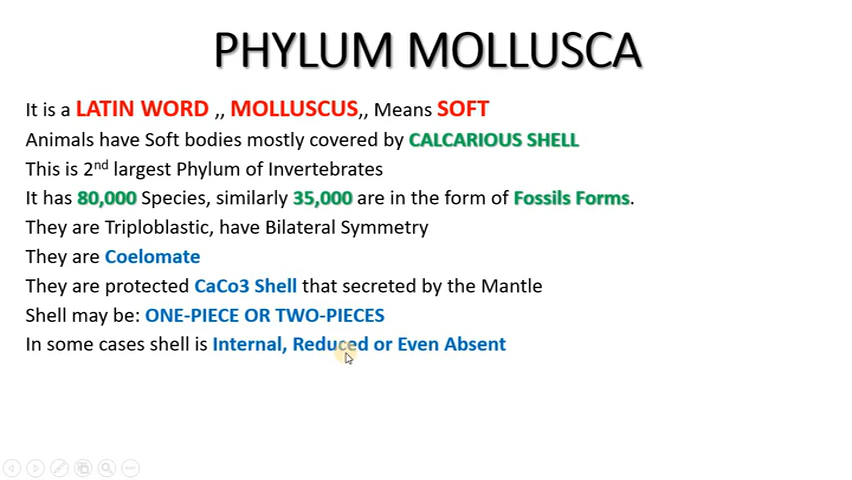 PHYLUM MOLLUSCA
It is a LATIN WORD ,, MOLLUSCUS,, Means SOFT
Animals have Soft bodies mostly covered by CALCARIOUS SHELL
This is 2nd largest Phylum of Invertebrates
It has 80,000 Species, similarly 35,000 are in the form of Fossils Forms.
They are Triploblastic, have Bilateral Symmetry
They are Coelomate
They are protected CaCo3 Shell that secreted by the Mantle
Shell may be: ONE-PIECE OR TWO-PIECES
In some cases shell is Internal, Reduced or Even Absent